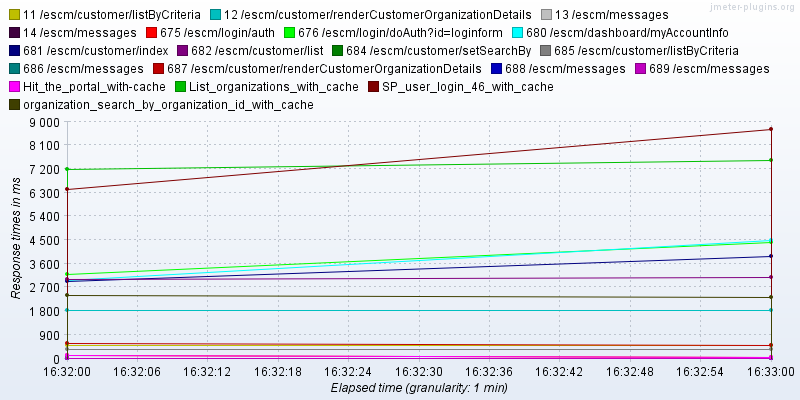 jmeter-plugins.org
11 /escm/customer/listByCriteria 12 /escm/customer/renderCustomerOrganizationDetails 13 /escm/messages
14 /escm/messages 675 /escm/login/auth 676 /escm/login/doAuth?id=loginform 680 /escm/dashboard/myAccountInfo
681 /escm/customer/index 682 /escm/customer/list 684 /escm/customer/setSearchBy 685 /escm/customer/listByCriteria
686 /escm/messages 687 /escm/customer/renderCustomerOrganizationDetails 688 /escm/messages 689 /escm/messages
Hit_the_portal_with-cache List_organizations_with_cache SP_user_login_46_with_cache
organization_search_by_organization_id_with_cache
9 000
8 100
7 200
6 300
5 400
4 500
3 600
2 700
1 800
900
0
Response times in ms
16:32:00 16:32:06 16:32:12 16:32:18 16:32:24 16:32:30 16:32:36 16:32:42 16:32:48 16:32:54 16:33:00
Elapsed time (granularity: 1 min)